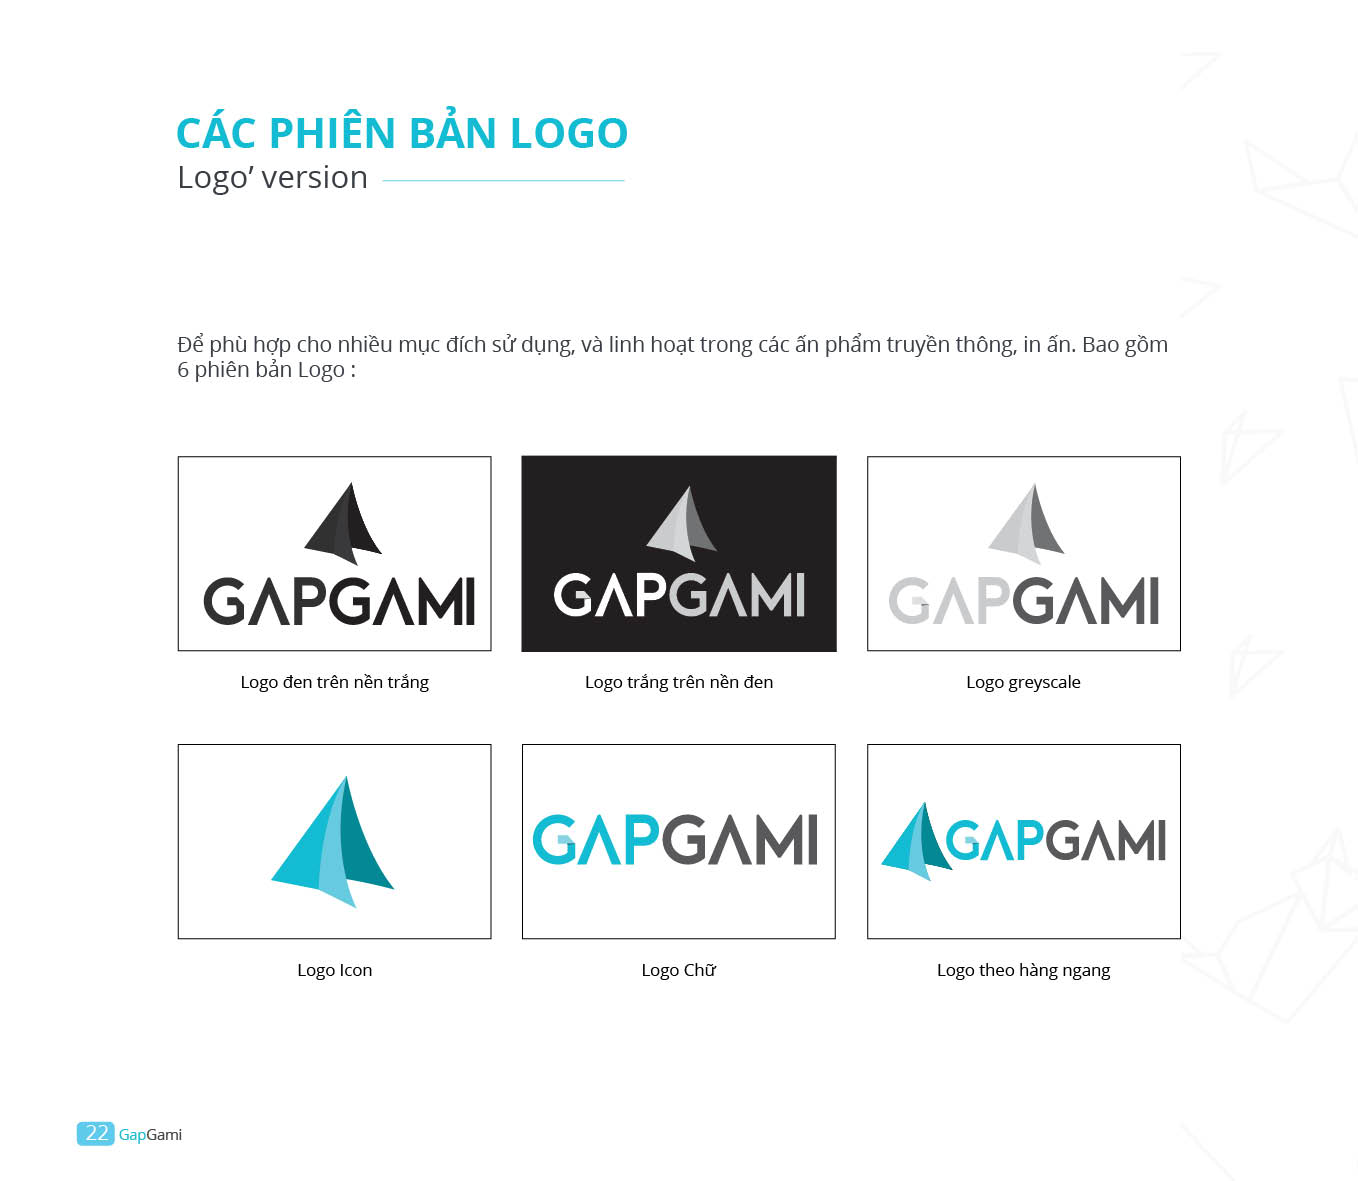 CÁC PHIÊN BẢN LOGO
Logo’ version
Để phù hợp cho nhiều mục đích sử dụng, và linh hoạt trong các ấn phẩm truyền thông, in ấn. Bao gồm
6 phiên bản Logo :
GAPGAMI
GAPGAMI
GAPGAMI
Logo đen trên nền trắng
Logo trắng trên nền đen
Logo greyscale
GAPGAMI
GAPGAMI
Logo Icon
Logo Chữ
Logo theo hàng ngang
22 GapGami